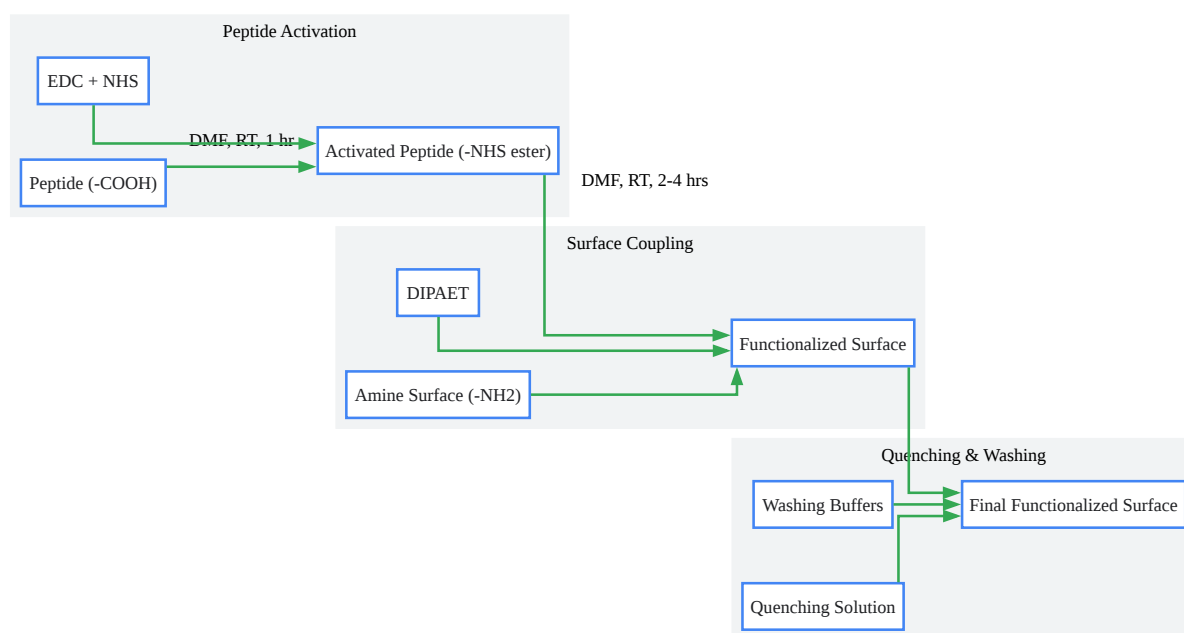 Peptide Activation
EDC + NHS
DMF, RT, 1 hr
Activated Peptide (-NHS ester)
Peptide (-COOH)
DMF, RT, 2-4 hrs
Surface Coupling
DIPAET
Functionalized Surface
Amine Surface (-NH2)
Quenching & Washing
Washing Buffers
Final Functionalized Surface
Quenching Solution